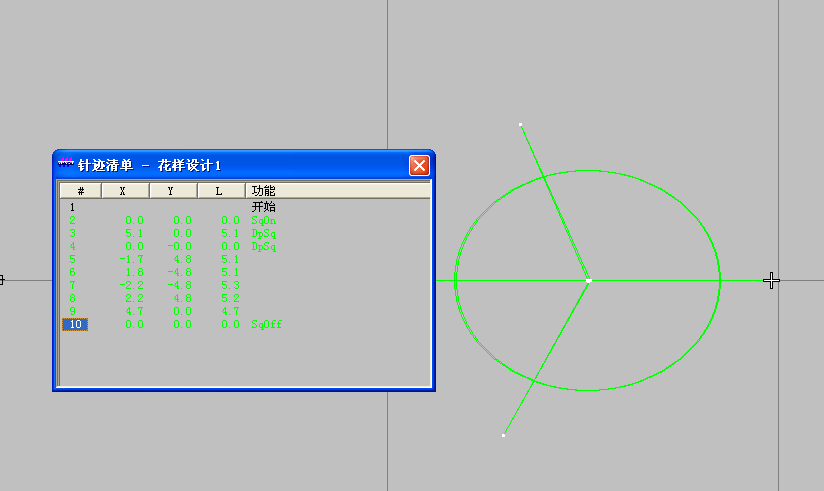 针迹清单 - 花样设计1
# X Y L 功能
1 开始
2 0.0 0.0 0.0 SqOn
3 5.1 0.0 5.1 DpSq
4 0.0 -0.0 0.0 DpSq
5 -1.7 4.8 5.1
6 1.8 -4.8 5.1
7 -2.2 -4.8 5.3
8 2.2 4.8 5.2
9 4.7 0.0 4.7
10 0.0 0.0 0.0 SqOff